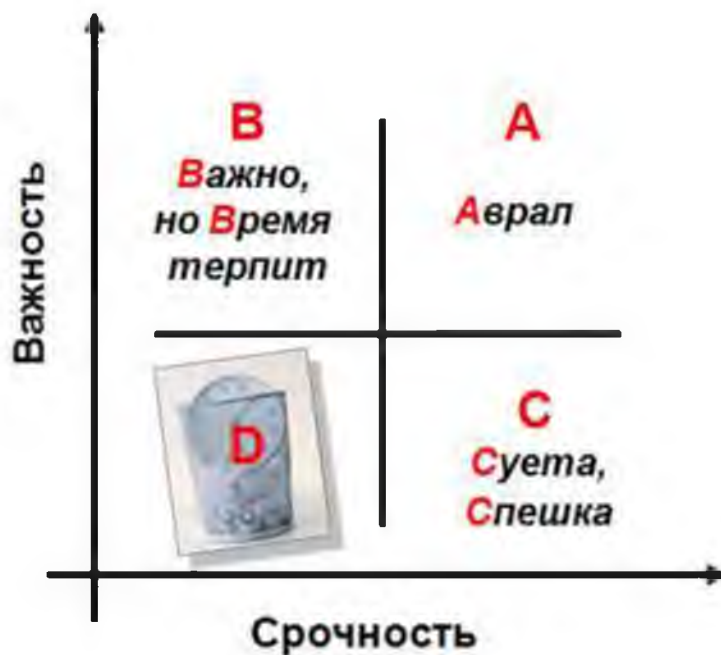 Важность
B
Важно,
но Время
терпит
A
Аврал
D
C
Суета,
Спешка
Срочность